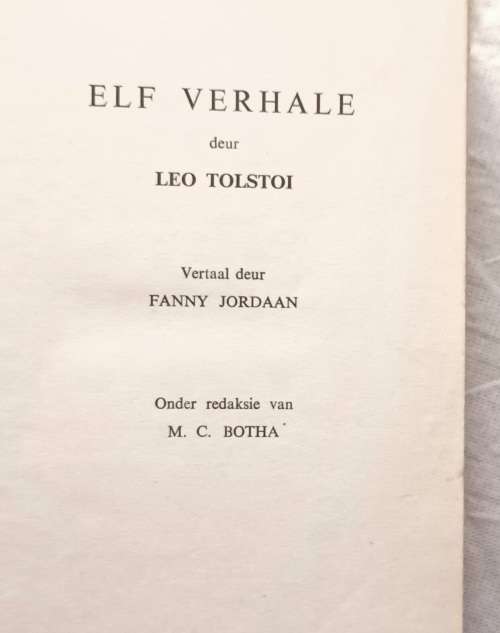 ELF VERHALE
deur
LEO TOLSTOI
Vertaal deur
FANNY JORDAAN
Onder redaksie van
M. C. BOTHA